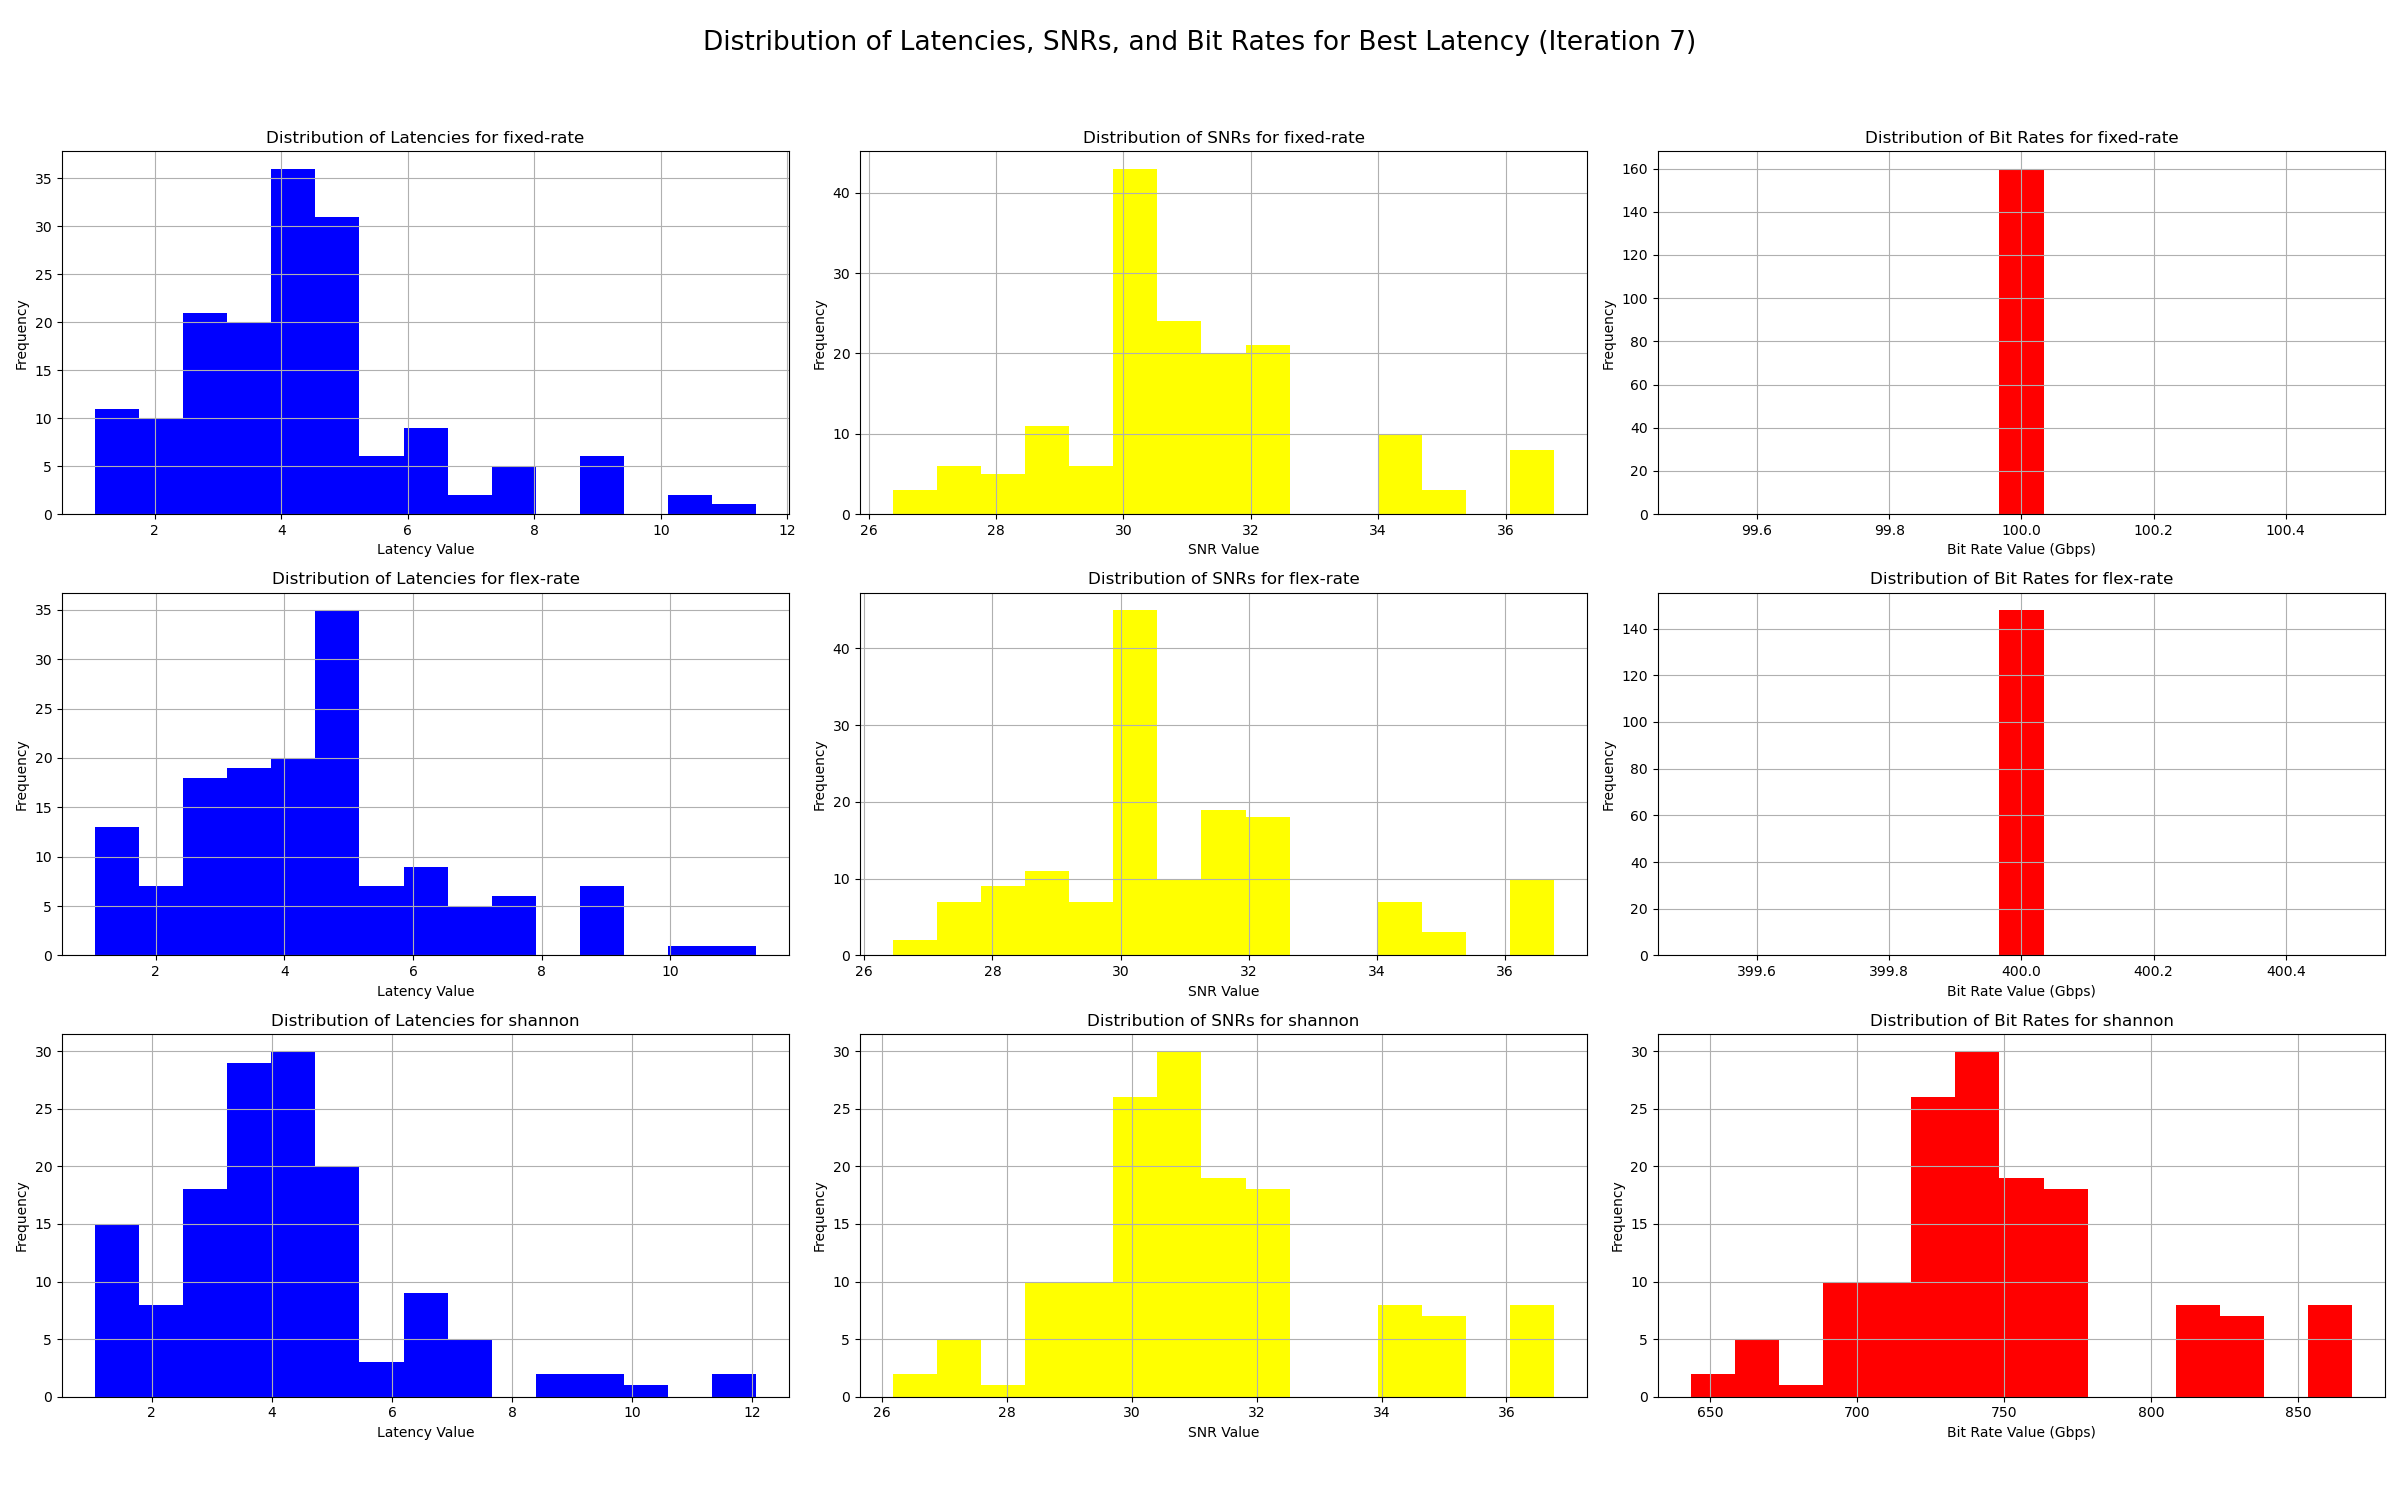 Distribution of Latencies, SNRs, and Bit Rates for Best Latency (Iteration 7)
Distribution of Latencies for fixed-rate
Frequency
35
30
25
20
15
10
5
0
2 4 6 8 10 12
Latency Value
Distribution of SNRs for fixed-rate
Frequency
40
30
20
10
0
26 28 30 32 34 36
SNR Value
Distribution of Bit Rates for fixed-rate
Frequency
160
140
120
100
80
60
40
20
0
99.6 99.8 100.0 100.2 100.4
Bit Rate Value (Gbps)
Distribution of Latencies for flex-rate
Frequency
35
30
25
20
15
10
5
0
2 4 6 8 10
Latency Value
Distribution of SNRs for flex-rate
Frequency
40
30
20
10
0
26 28 30 32 34 36
SNR Value
Distribution of Bit Rates for flex-rate
Frequency
140
120
100
80
60
40
20
0
399.6 399.8 400.0 400.2 400.4
Bit Rate Value (Gbps)
Distribution of Latencies for shannon
Frequency
30
25
20
15
10
5
0
2 4 6 8 10 12
Latency Value
Distribution of SNRs for shannon
Frequency
30
25
20
15
10
5
0
26 28 30 32 34 36
SNR Value
Distribution of Bit Rates for shannon
Frequency
30
25
20
15
10
5
0
650 700 750 800 850
Bit Rate Value (Gbps)